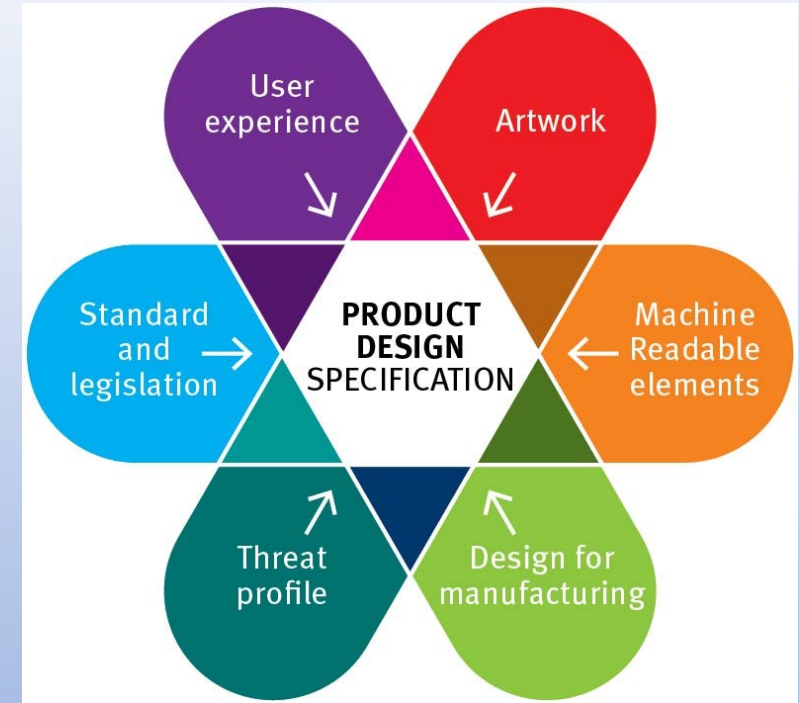 User
experience
Artwork
Standard
and
legislation
PRODUCT
DESIGN
SPECIFICATION
Machine
Readable
elements
Threat
profile
Design for
manufacturing